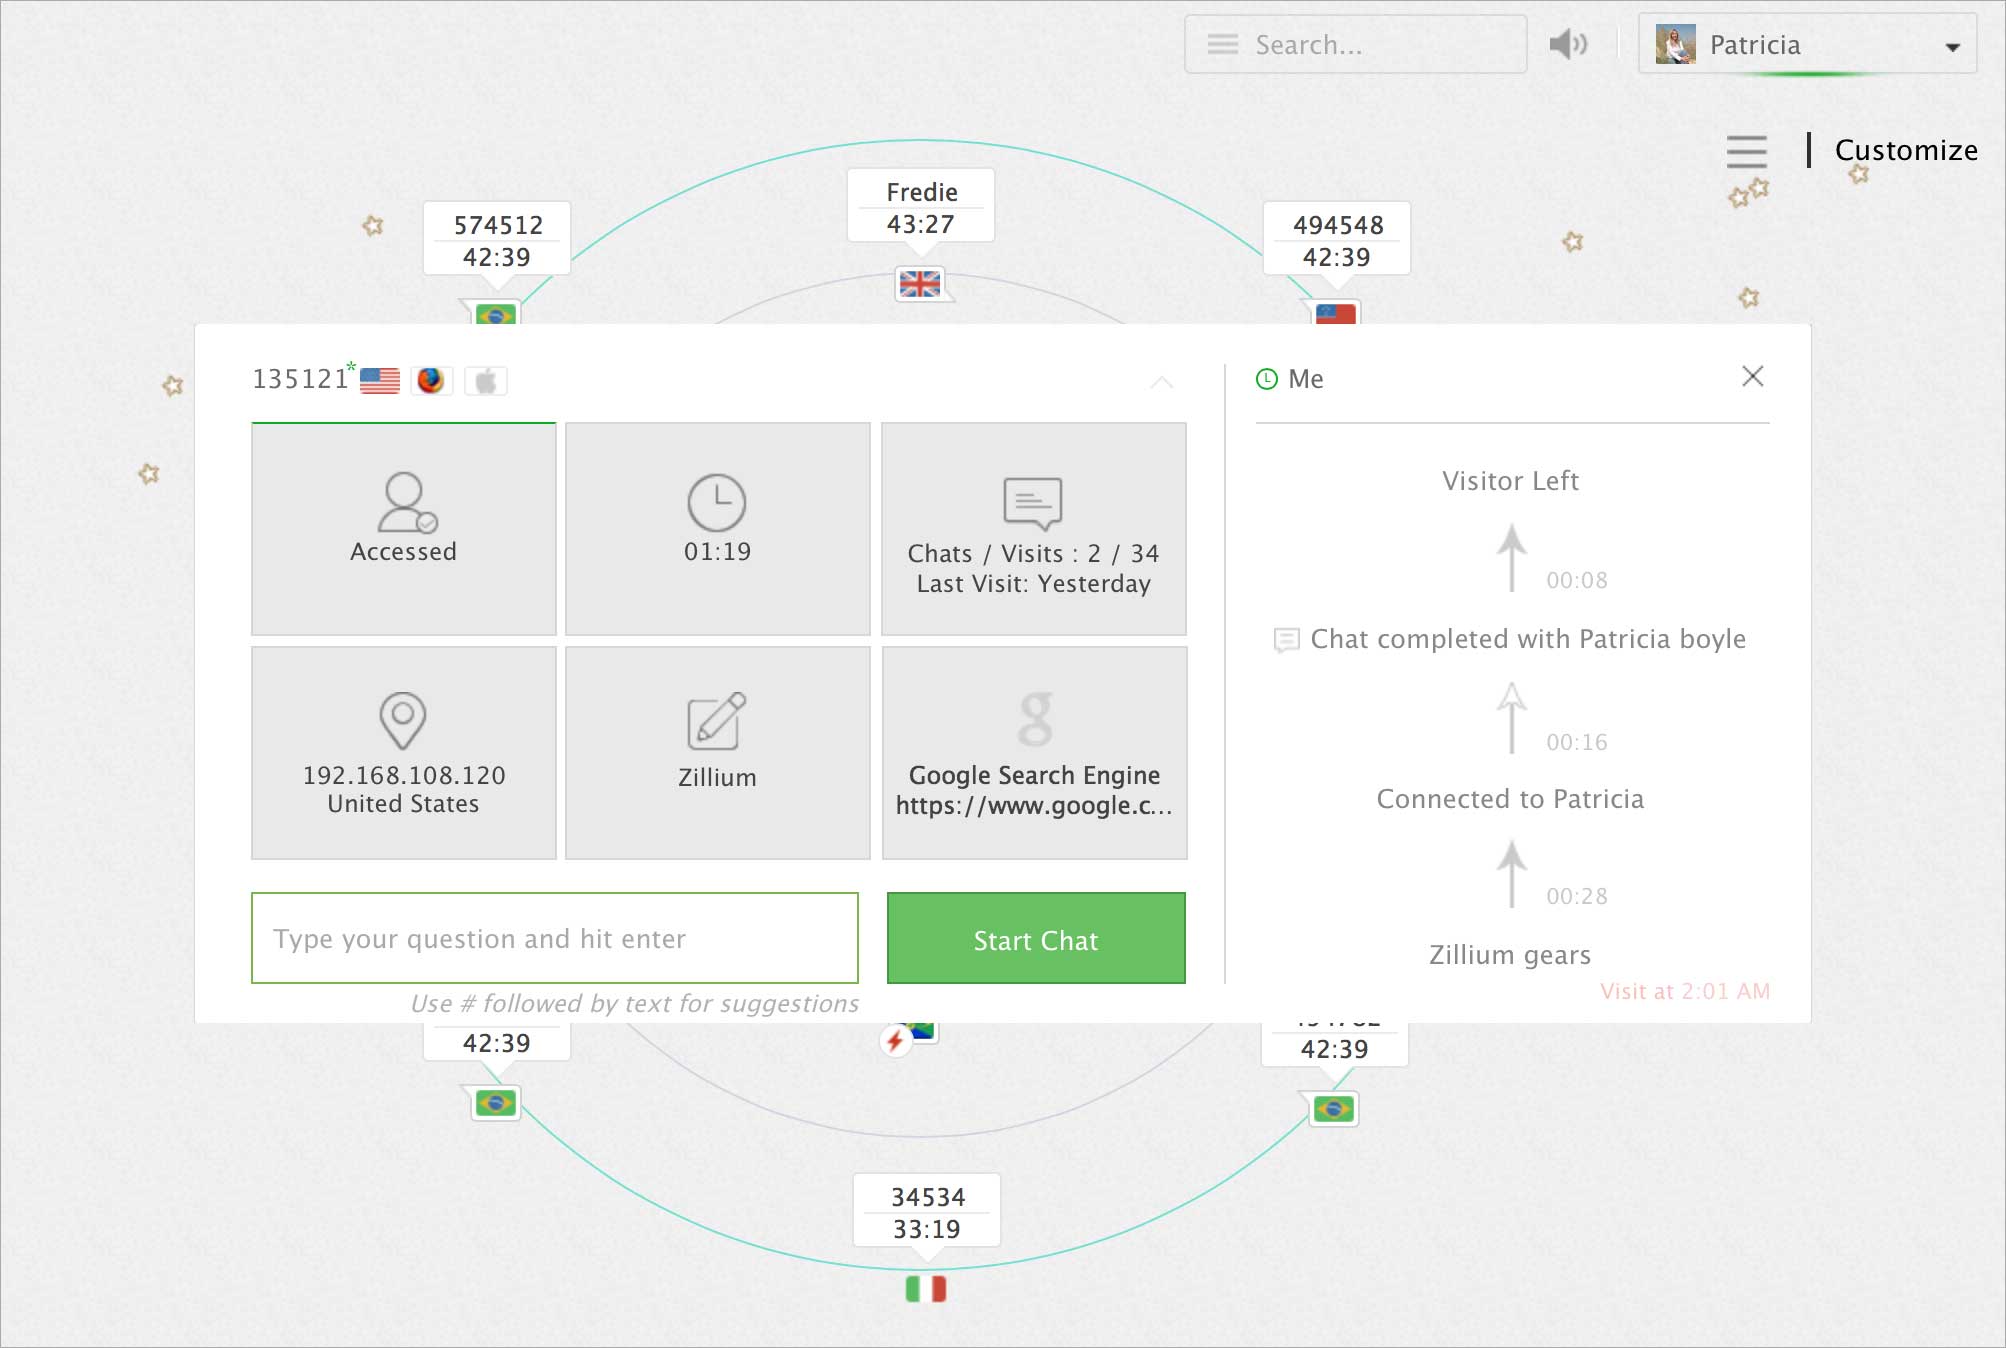 Search...
Patricia
Customize
Fredie
43:27
574512
42:39
494548
42:39
135121*
Accessed
01:19
Chats / Visits : 2 / 34
Last Visit: Yesterday
192.168.108.120
United States
Zillium
g
Google Search Engine
https://www.google.c...
Type your question and hit enter
Start Chat
Use # followed by text for suggestions
Me
Visitor Left
00:08
Chat completed with Patricia boyle
00:16
Connected to Patricia
00:28
Zillium gears
Visit at 2:01 AM
42:39
42:39
34534
33:19